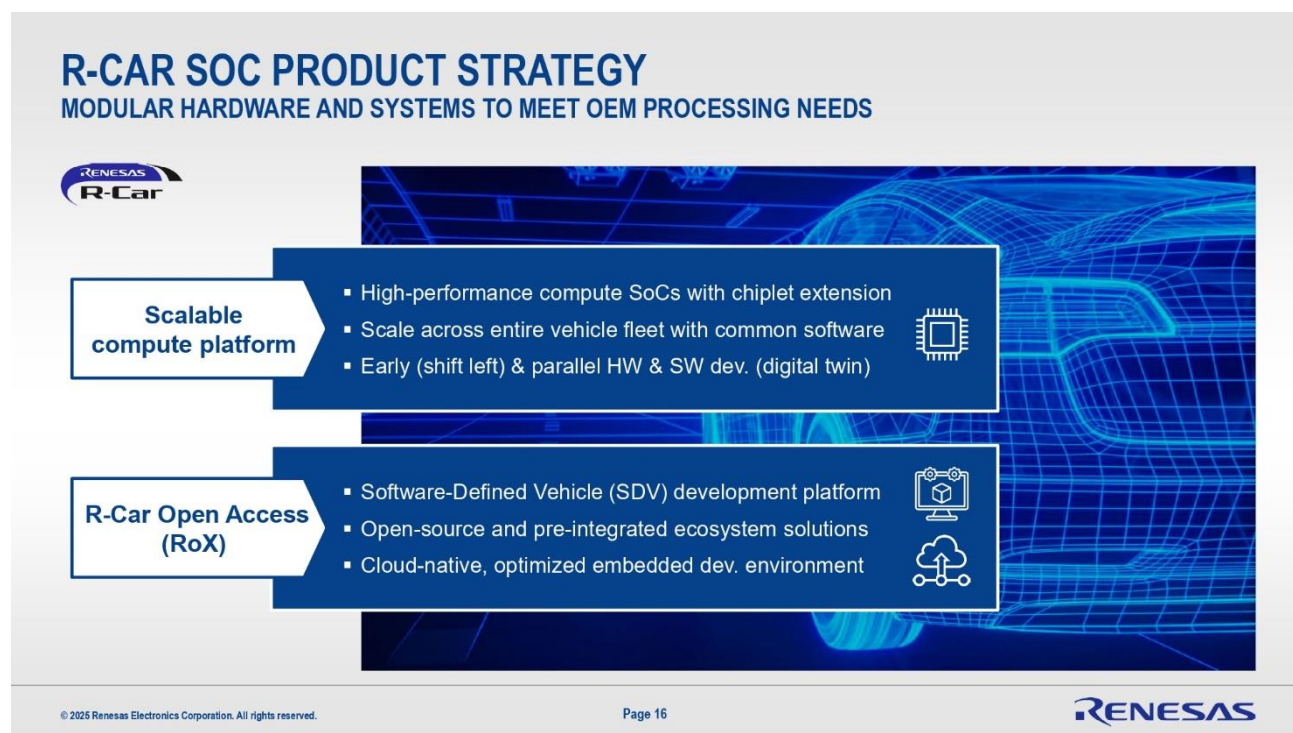 R-CAR SOC PRODUCT STRATEGY
MODULAR HARDWARE AND SYSTEMS TO MEET OEM PROCESSING NEEDS
RENESAS
R-Car
Scalable
compute platform
▪ High-performance compute SoCs with chiplet extension
▪ Scale across entire vehicle fleet with common software
▪ Early (shift left) & parallel HW & SW dev. (digital twin)
R-Car Open Access
(RoX)
▪ Software-Defined Vehicle (SDV) development platform
▪ Open-source and pre-integrated ecosystem solutions
▪ Cloud-native, optimized embedded dev. environment
© 2025 Renesas Electronics Corporation. All rights reserved.
Page 16
RENESAS